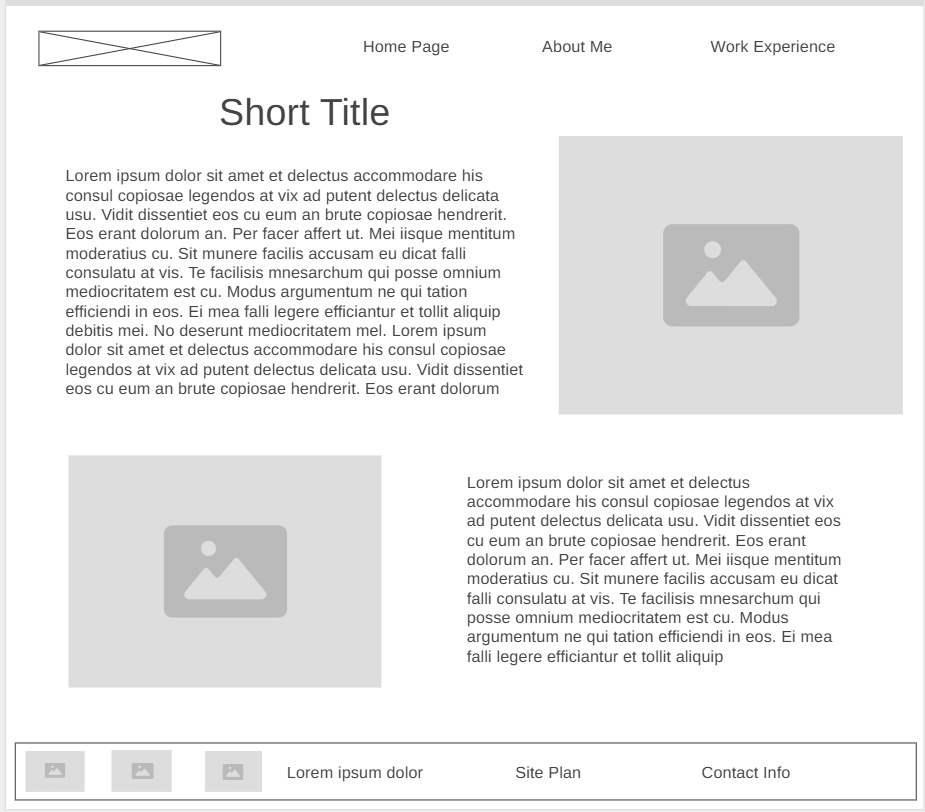 Home Page About Me Work Experience
Short Title
Lorem ipsum dolor sit amet et delectus accommodare his
consul copiosae legendos at vix ad putent delectus delicata
usu. Vidit dissentiet eos cu eum an brute copiosae hendrerit.
Eos erant dolorum an. Per facer affert ut. Mei iisque mentitum
moderatius cu. Sit munere facilis accusam eu dicat falli
consulatu at vis. Te facilisis mnesarchum qui posse omnium
mediocritatem est cu. Modus argumentum ne qui tation
efficiendi in eos. Ei mea falli legere efficiantur et tollit aliquip
debitis mei. No deserunt mediocritatem mel. Lorem ipsum
dolor sit amet et delectus accommodare his consul copiosae
legendos at vix ad putent delectus delicata usu. Vidit dissentiet
eos cu eum an brute copiosae hendrerit. Eos erant dolorum
Lorem ipsum dolor sit amet et delectus
accommodare his consul copiosae legendos at vix
ad putent delectus delicata usu. Vidit dissentiet eos
cu eum an brute copiosae hendrerit. Eos erant
dolorum an. Per facer affert ut. Mei iisque mentitum
moderatius cu. Sit munere facilis accusam eu dicat
falli consulatu at vis. Te facilisis mnesarchum qui
posse omnium mediocritatem est cu. Modus
argumentum ne qui tation efficiendi in eos. Ei mea
falli legere efficiantur et tollit aliquip
Lorem ipsum dolor Site Plan Contact Info